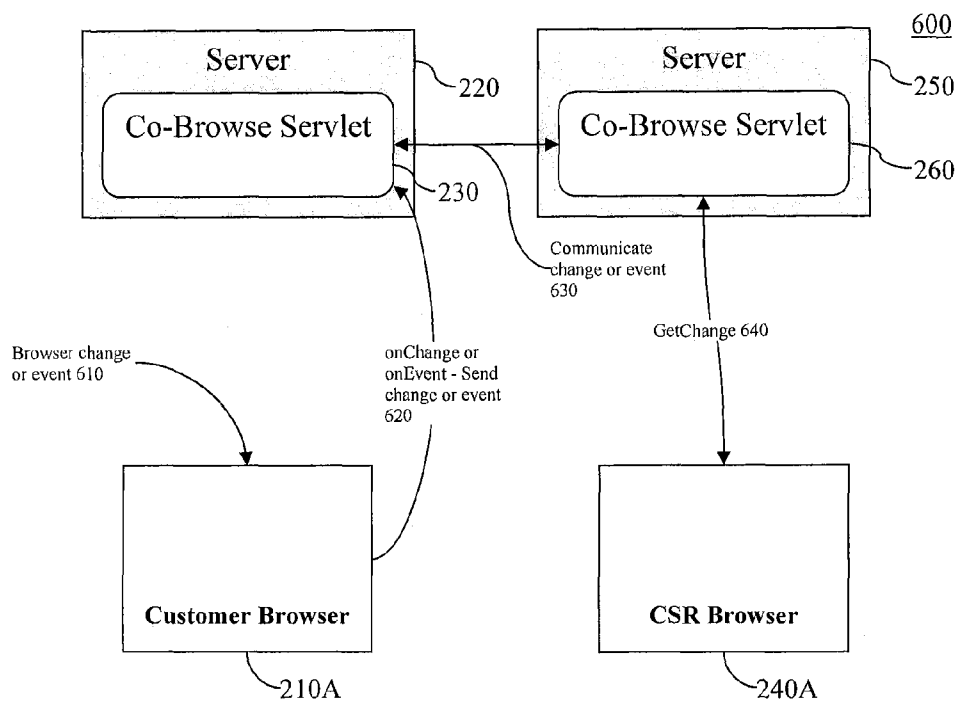 600
Server
Co-Browse Servlet
220
230
Server
Co-Browse Servlet
250
260
Communicate
change or event
630
GetChange 640
Browser change
or event 610
onChange or
onEvent - Send
change or event
620
Customer Browser
210A
CSR Browser
240A